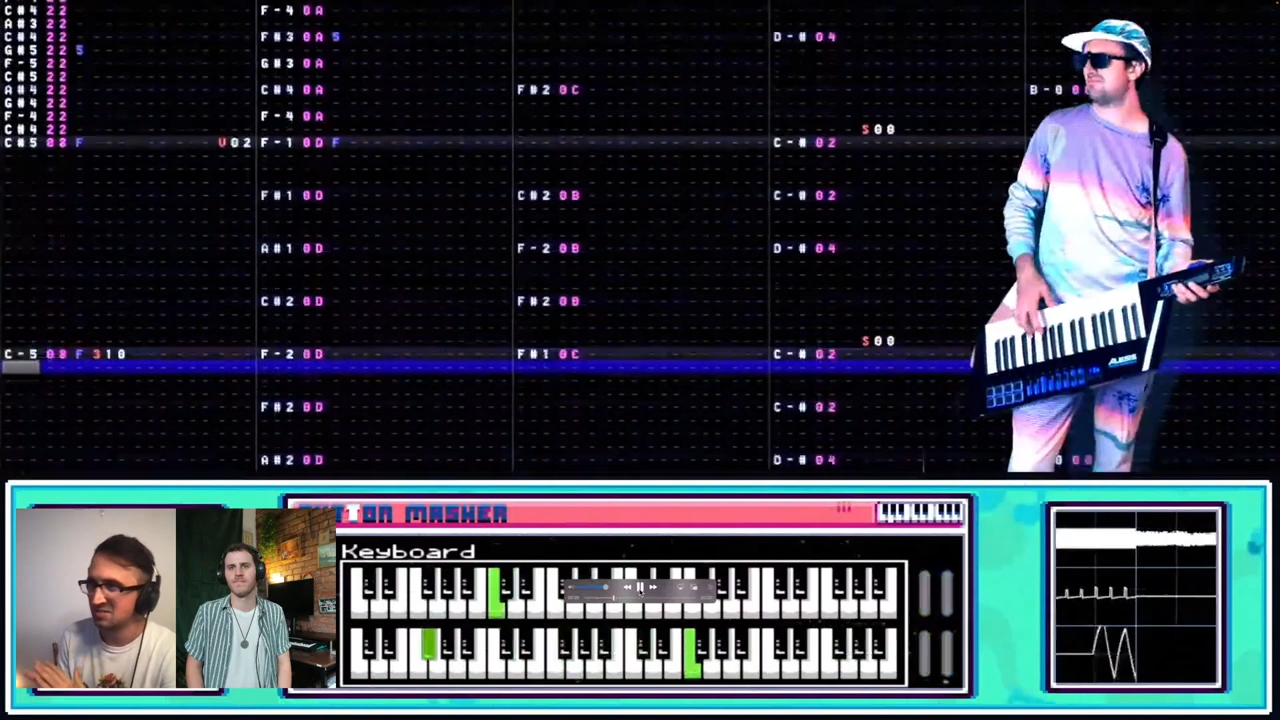 C#4 22
A#3 22
C#4 22
G#5 22 5
F-5 22
C#5 22
A#4 22
G#4 22
F-4 22
C#4 22
C#5 08 F V02
C-5 08 F 310
F-4 0A
F#3 0A 5
G#3 0A
C#4 0A
F-4 0A
F-1 0D F
F#1 0D
A#1 0D
C#2 0D
F-2 0D
F#2 0D
A#2 0D
F#2 0C
C#2 0B
F-2 0B
F#2 0B
F#1 0C
D-# 04
S00
C-# 02
C-# 02
D-# 04
S00
C-# 02
C-# 02
D-# 04
B-0
ALESIS
MASHER
Keyboard